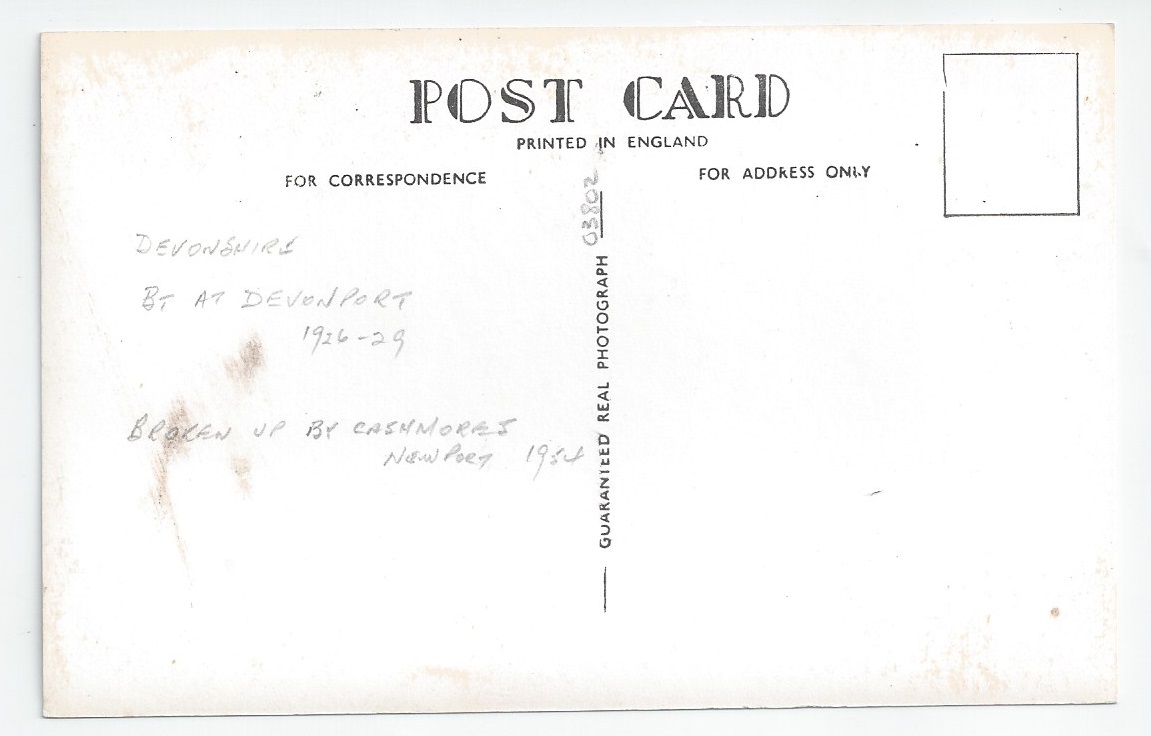 POST CARD
PRINTED IN ENGLAND
FOR CORRESPONDENCE
FOR ADDRESS ONLY
GUARANTEED REAL PHOTOGRAPH
03802
DEVONSHIRE
BT AT DEVONPORT
1926-29
BROKEN UP BY CASHMORES
NEWPORT 1954